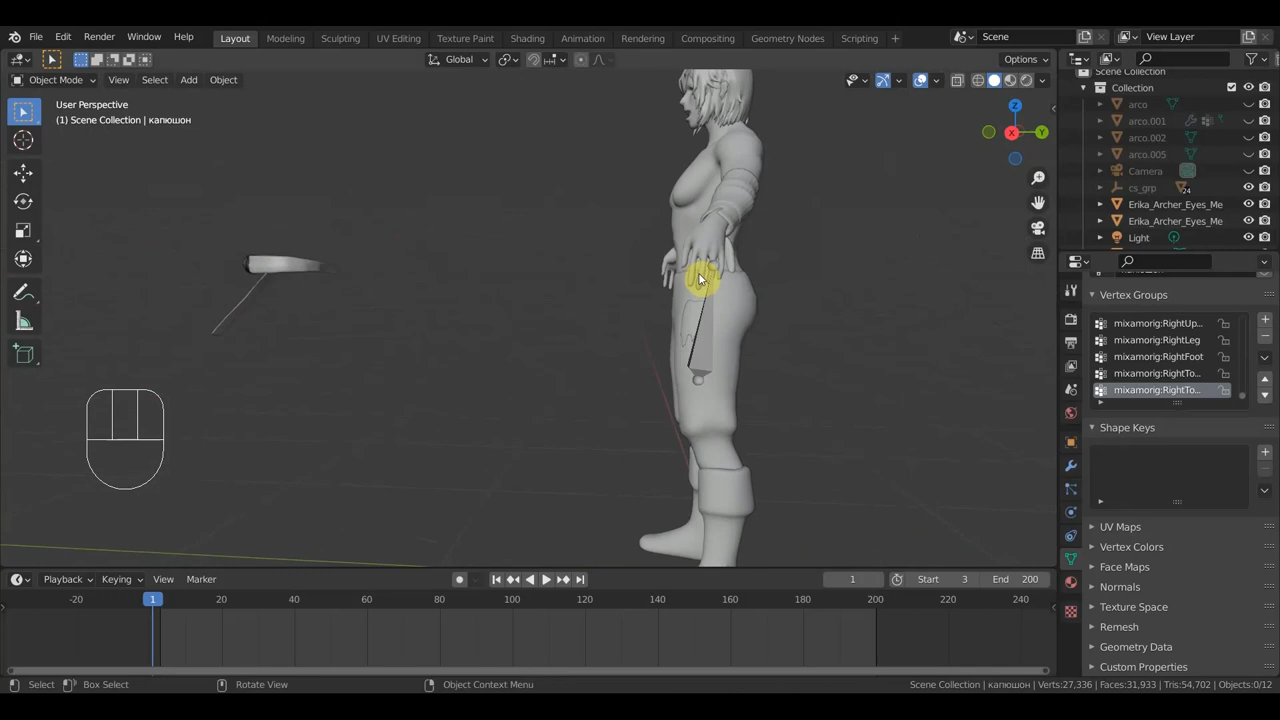 File Edit Render Window Help Layout Modeling Sculpting UV Editing Texture Paint Shading Animation Rendering Compositing Geometry Nodes Scripting + Scene View Layer
Global Options
Object Mode View Select Add Object
User Perspective
(1) Scene Collection | капюшон
Z
X
Y
Scene Collection
Collection
arco
arco.001
arco.002
arco.005
Camera
cs_grp 24
Erika_Archer_Eyes_Me
Erika_Archer_Eyes_Me
Light
Vertex Groups
mixamorig:RightUp...
mixamorig:RightLeg
mixamorig:RightFoot
mixamorig:RightTo...
mixamorig:RightTo...
Shape Keys
UV Maps
Vertex Colors
Face Maps
Normals
Texture Space
Remesh
Geometry Data
Custom Properties
Playback Keying View Marker 1 Start 3 End 200
-20 1 20 40 60 80 100 120 140 160 180 200 220 240
Select Box Select Rotate View Object Context Menu Scene Collection | капюшон | Verts:27,336 | Faces:31,933 | Tris:54,702 | Objects:0/12